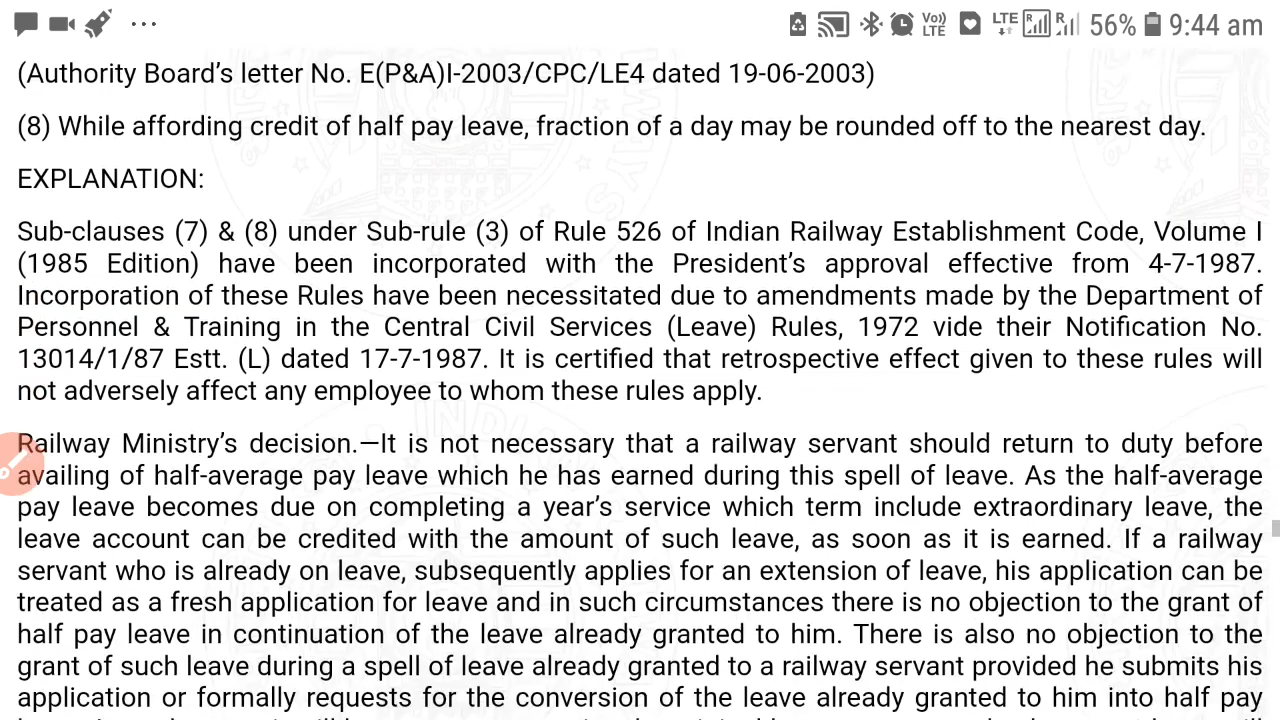 56% 9:44 am
(Authority Board's letter No. E(P&A)I-2003/CPC/LE4 dated 19-06-2003)
(8) While affording credit of half pay leave, fraction of a day may be rounded off to the nearest day.
EXPLANATION:
Sub-clauses (7) & (8) under Sub-rule (3) of Rule 526 of Indian Railway Establishment Code, Volume I
(1985 Edition) have been incorporated with the President's approval effective from 4-7-1987.
Incorporation of these Rules have been necessitated due to amendments made by the Department of
Personnel & Training in the Central Civil Services (Leave) Rules, 1972 vide their Notification No.
13014/1/87 Estt. (L) dated 17-7-1987. It is certified that retrospective effect given to these rules will
not adversely affect any employee to whom these rules apply.
Railway Ministry's decision.—It is not necessary that a railway servant should return to duty before
availing of half-average pay leave which he has earned during this spell of leave. As the half-average
pay leave becomes due on completing a year's service which term include extraordinary leave, the
leave account can be credited with the amount of such leave, as soon as it is earned. If a railway
servant who is already on leave, subsequently applies for an extension of leave, his application can be
treated as a fresh application for leave and in such circumstances there is no objection to the grant of
half pay leave in continuation of the leave already granted to him. There is also no objection to the
grant of such leave during a spell of leave already granted to a railway servant provided he submits his
application or formally requests for the conversion of the leave already granted to him into half pay